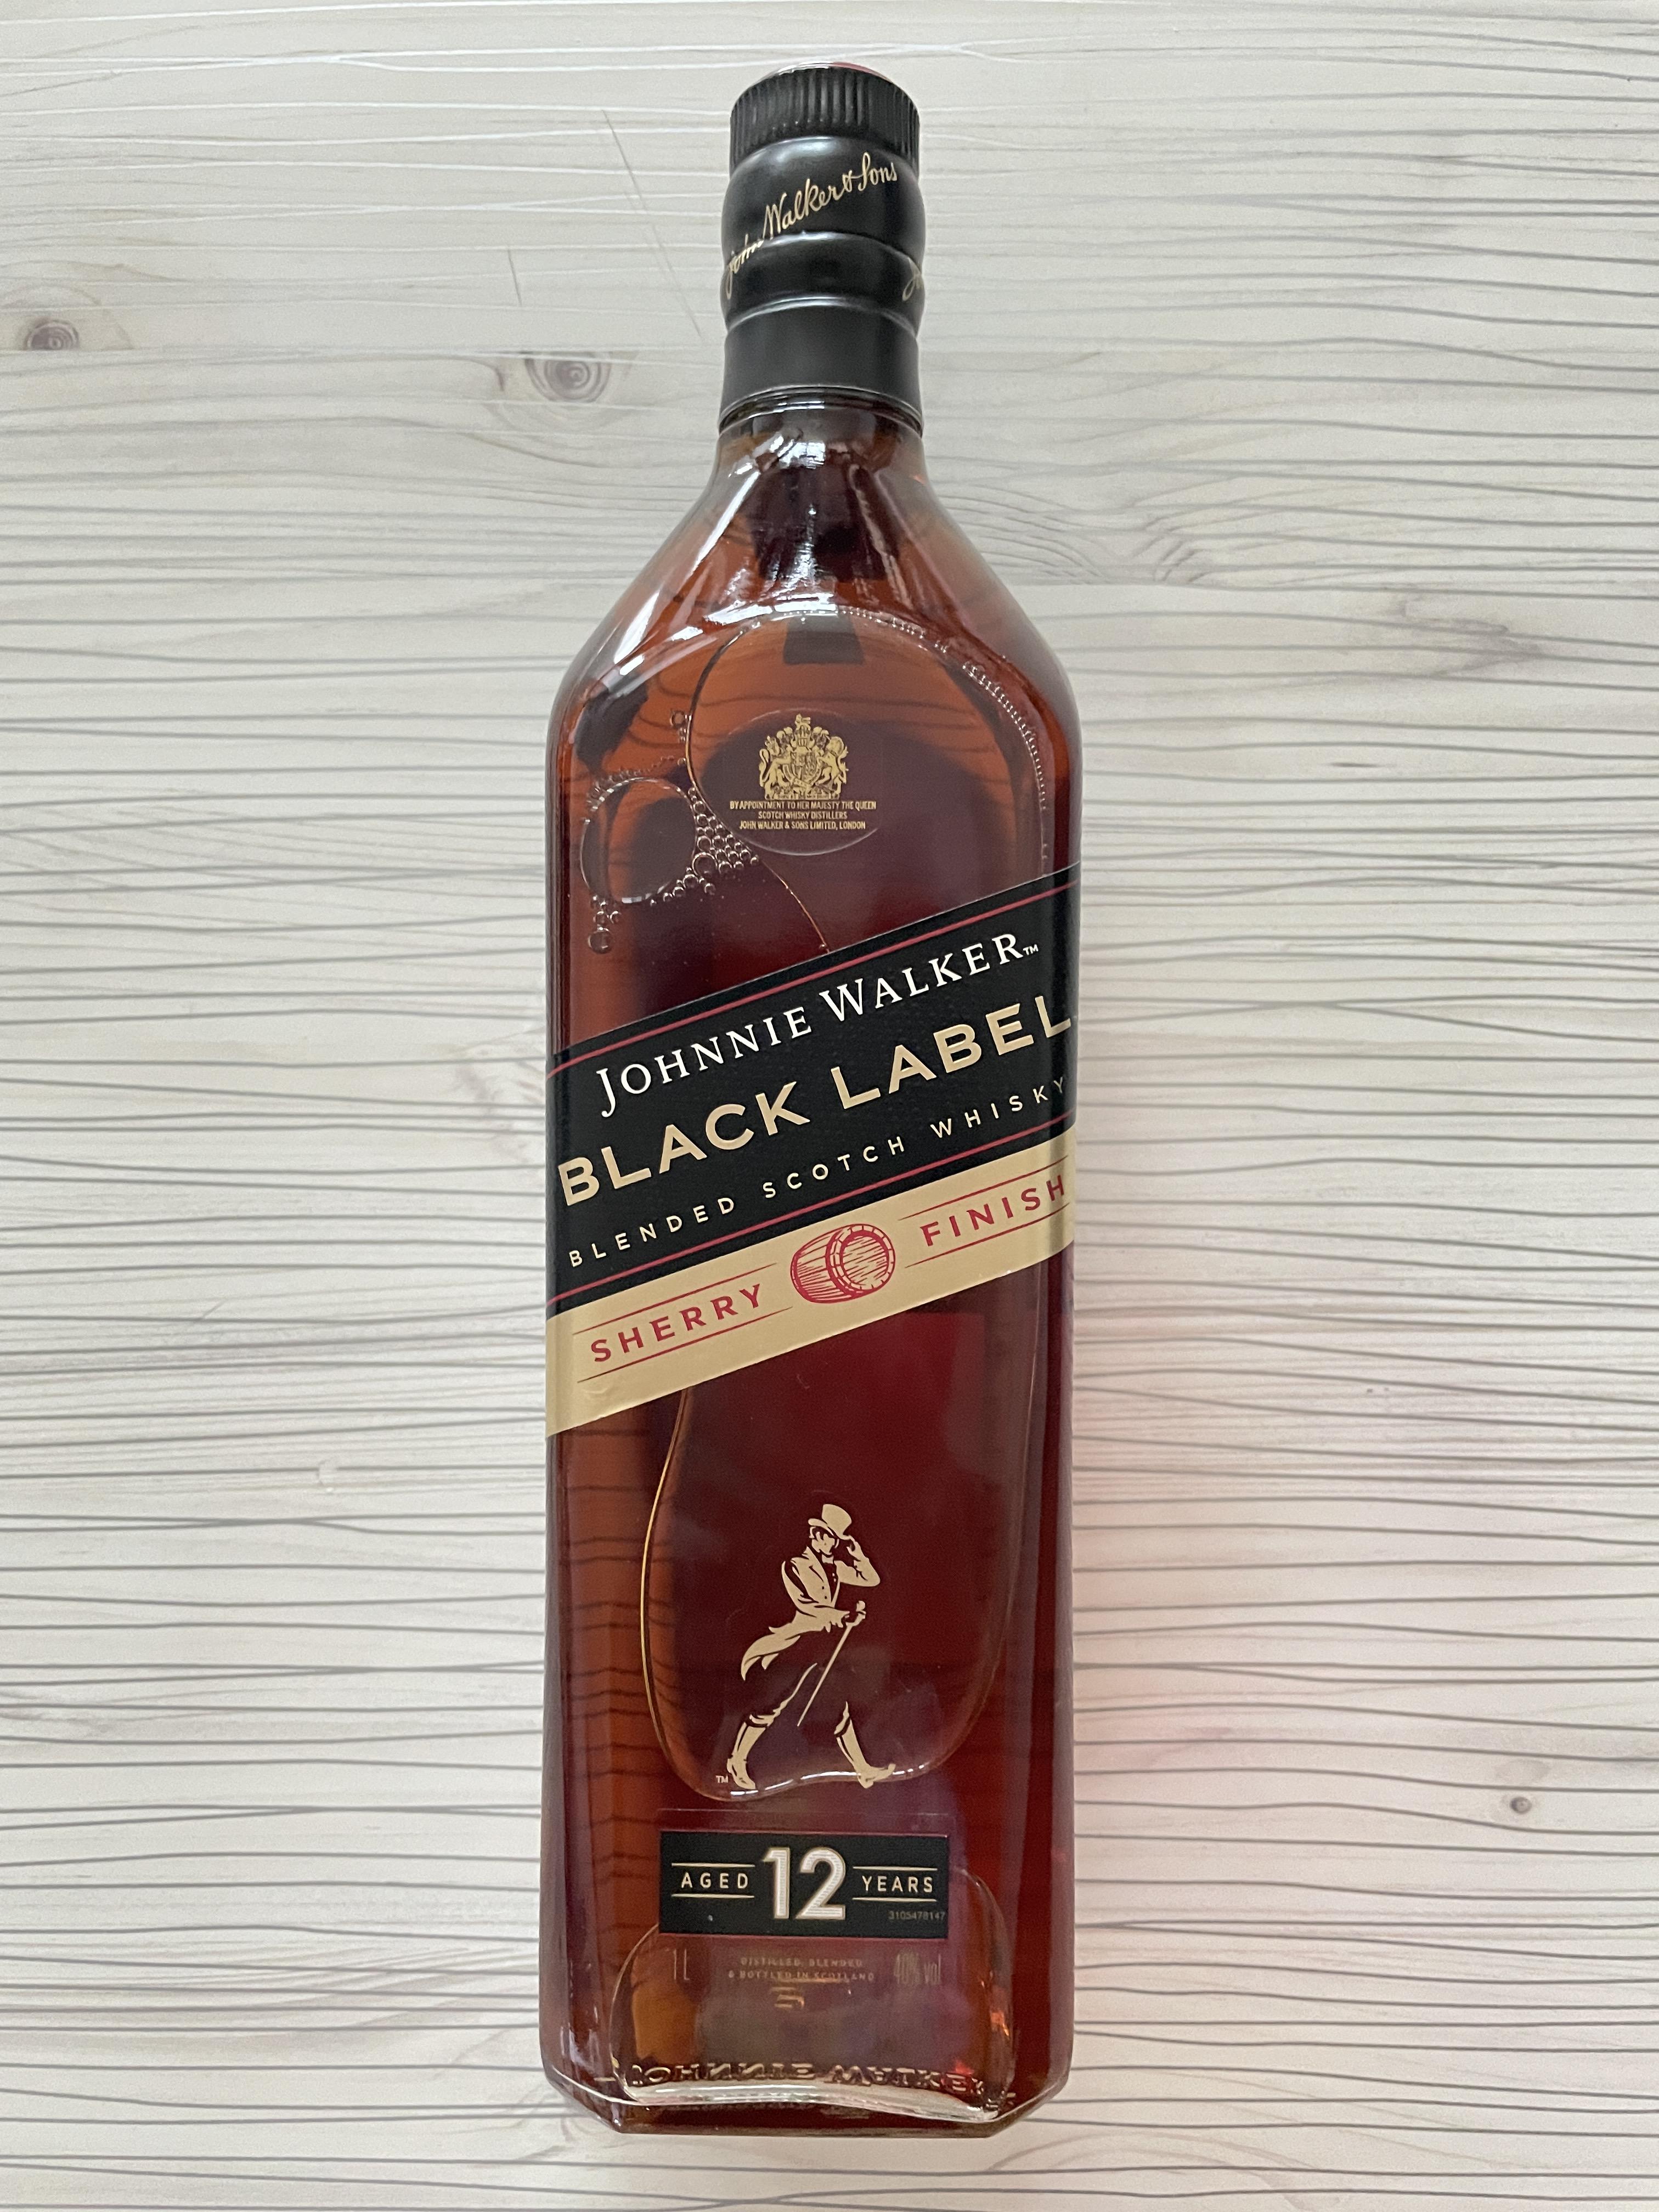 John Walker & Sons
BY APPOINTMENT TO HER MAJESTY THE QUEEN
SCOTCH WHISKY DISTILLERS
JOHN WALKER & SONS LIMITED, LONDON
JOHNNIE WALKER™
BLACK LABEL
BLENDED SCOTCH WHISKY
SHERRY FINISH
TM
AGED 12 YEARS
3105478147
1L DISTILLED, BLENDED 40% vol
& BOTTLED IN SCOTLAND
JOHNNIE WALKER